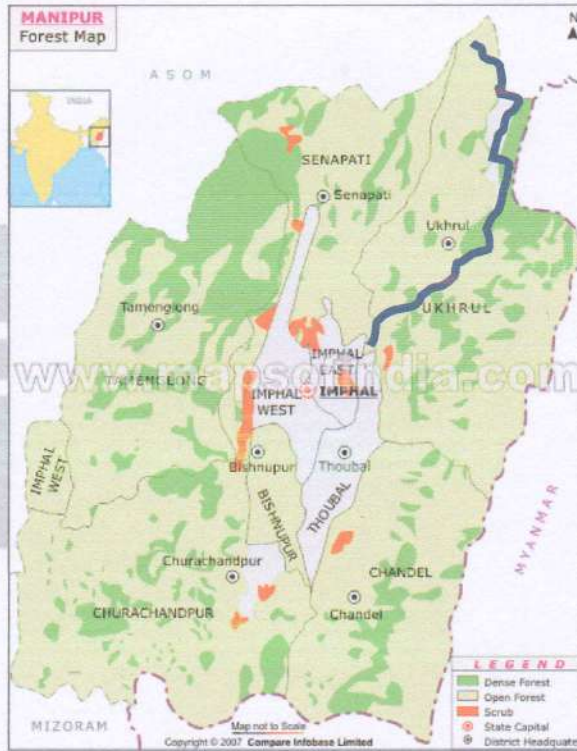 MANIPUR
Forest Map
N
ASOM
INDIA
SENAPATI
Senapati
Ukhrul
UKHRUL
Tamenglong
TAMENGLONG
www.mapsofindia.com
IMPHAL
EAST
IMPHAL
IMPHAL
WEST
IMPHAL
WEST
Bishnupur
Thoubal
BISHNUPUR
THOUBAL
MYANMAR
Churachandpur
CHURACHANDPUR
CHANDEL
Chandel
MIZORAM
Map not to Scale
Copyright © 2007 Compare Infobase Limited
LEGEND
Dense Forest
Open Forest
Scrub
State Capital
District Headquate